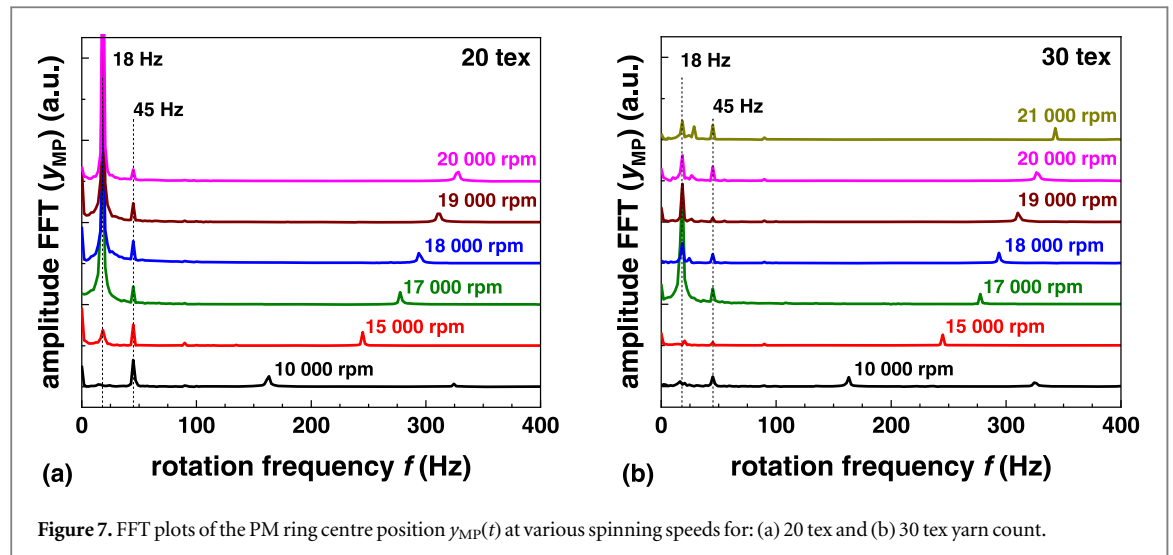 amplitude FFT (y_MP) (a.u.)
20 tex
18 Hz
45 Hz
20 000 rpm
19 000 rpm
18 000 rpm
17 000 rpm
15 000 rpm
10 000 rpm
0 100 200 300 400
(a) rotation frequency f (Hz)
amplitude FFT (y_MP) (a.u.)
30 tex
18 Hz
45 Hz
21 000 rpm
20 000 rpm
19 000 rpm
18 000 rpm
17 000 rpm
15 000 rpm
10 000 rpm
0 100 200 300 400
(b) rotation frequency f (Hz)
Figure 7. FFT plots of the PM ring centre position y_MP(t) at various spinning speeds for: (a) 20 tex and (b) 30 tex yarn count.